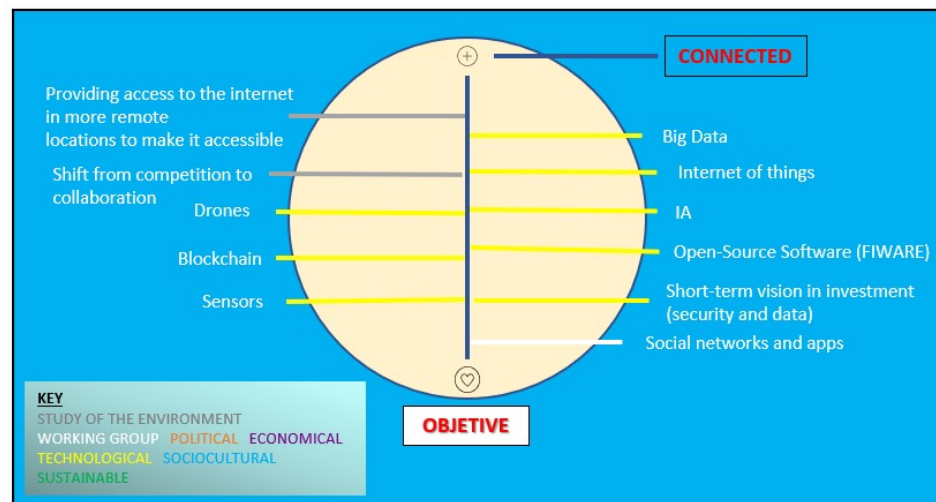 CONNECTED
Providing access to the internet
in more remote
locations to make it accessible
Shift from competition to
collaboration
Drones
Blockchain
Sensors
Big Data
Internet of things
IA
Open-Source Software (FIWARE)
Short-term vision in investment
(security and data)
Social networks and apps
OBJETIVE
KEY
STUDY OF THE ENVIRONMENT
WORKING GROUP POLITICAL ECONOMICAL
TECHNOLOGICAL SOCIOCULTURAL
SUSTAINABLE